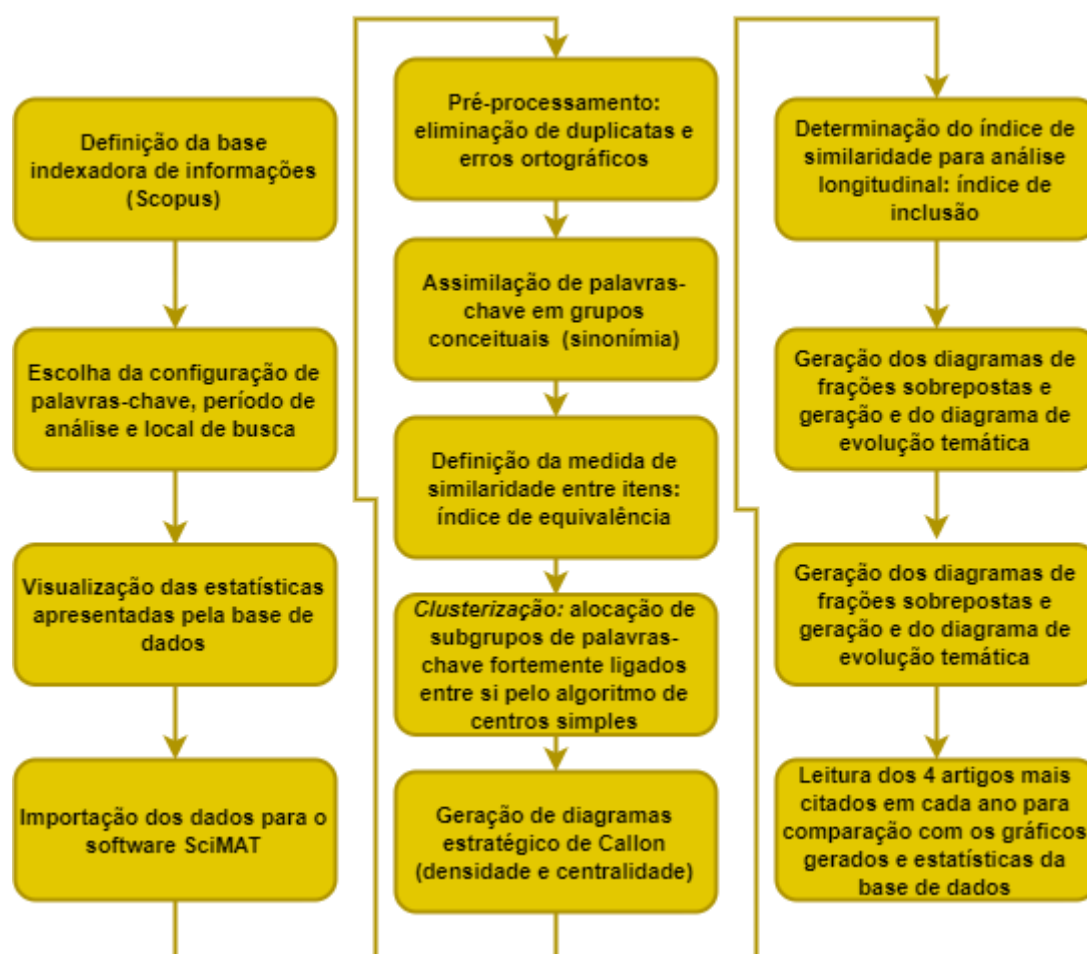 Definição da base
indexadora de informações
(Scopus)
Escolha da configuração de
palavras-chave, período de
análise e local de busca
Visualização das estatísticas
apresentadas pela base de
dados
Importação dos dados para o
software SciMAT
Pré-processamento:
eliminação de duplicatas e
erros ortográficos
Assimilação de palavras-
chave em grupos
conceituais (sinonímia)
Definição da medida de
similaridade entre itens:
índice de equivalência
Clusterização: alocação de
subgrupos de palavras-
chave fortemente ligados
entre si pelo algoritmo de
centros simples
Geração de diagramas
estratégico de Callon
(densidade e centralidade)
Determinação do índice de
similaridade para análise
longitudinal: índice de
inclusão
Geração dos diagramas de
frações sobrepostas e
geração e do diagrama de
evolução temática
Geração dos diagramas de
frações sobrepostas e
geração e do diagrama de
evolução temática
Leitura dos 4 artigos mais
citados em cada ano para
comparação com os gráficos
gerados e estatísticas da
base de dados